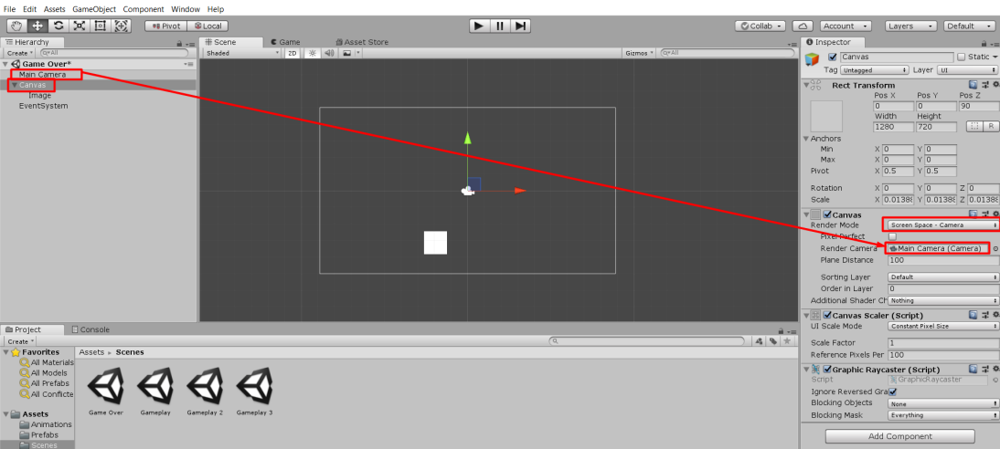 File Edit Assets GameObject Component Window Help
Pivot Local Collab Account Layers Default
Hierarchy
Create All
Game Over*
Main Camera
Canvas
Image
EventSystem
Scene Game Asset Store
Shaded 2D Gizmos All
Inspector
Canvas Static
Tag Untagged Layer UI
Rect Transform
Pos X Pos Y Pos Z
0 0 90
Width Height
1280 720 R
Anchors
Min X 0 Y 0
Max X 0 Y 0
Pivot X 0.5 Y 0.5
Rotation X 0 Y 0 Z 0
Scale X 0.01388 Y 0.01388 Z 0.01388
Canvas
Render Mode Screen Space - Camera
Pixel Perfect
Render Camera Main Camera (Camera)
Plane Distance 100
Sorting Layer Default
Order in Layer 0
Additional Shader Ch Nothing
Canvas Scaler (Script)
UI Scale Mode Constant Pixel Size
Scale Factor 1
Reference Pixels Per 100
Graphic Raycaster (Script)
Script GraphicRaycaster
Ignore Reversed Gra
Blocking Objects None
Blocking Mask Everything
Add Component
Project Console
Create
Favorites
All Materials
All Models
All Prefabs
All Conflicte
Assets
Animations
Prefabs
Scenes
Assets Scenes
Game Over Gameplay Gameplay 2 Gameplay 3